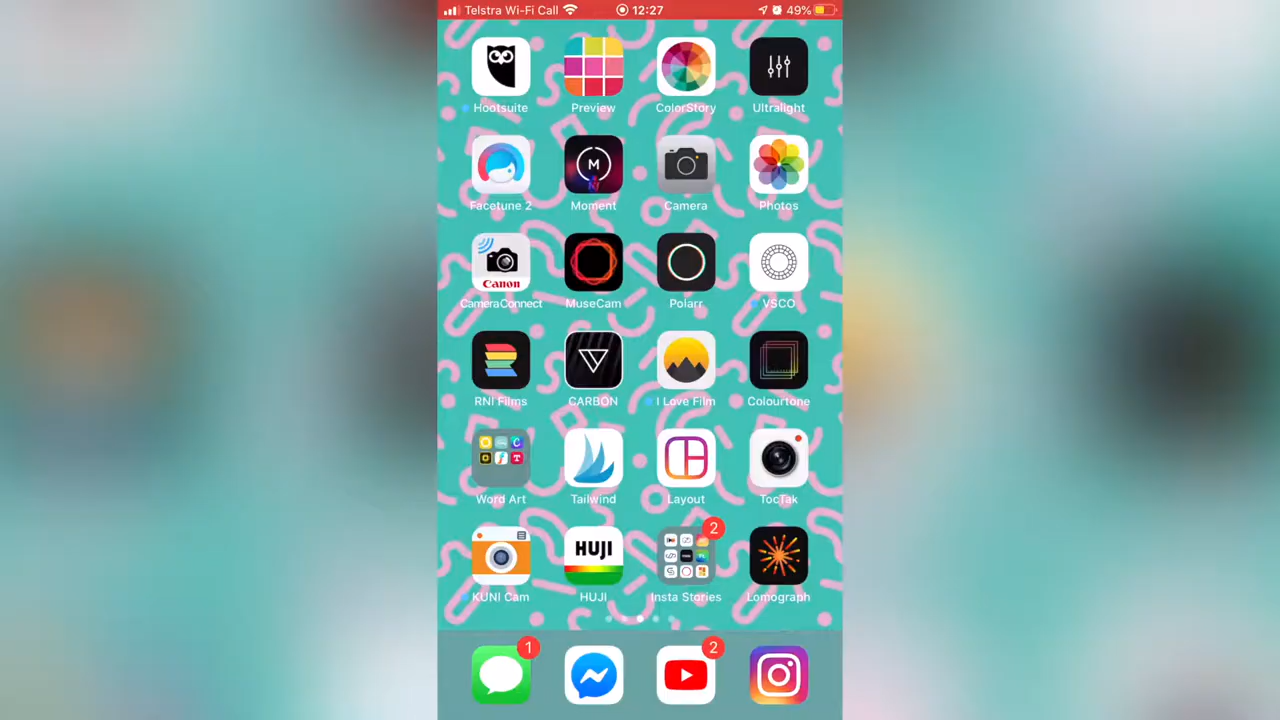 Telstra Wi-Fi Call 12:27 49%
Hootsuite Preview ColorStory Ultralight
M
Facetune 2 Moment Camera Photos
Canon
CameraConnect MuseCam Polarr VSCO
RNI Films CARBON I Love Film Colourtone
T
Word Art Tailwind Layout TocTak
2
HUJI
KUNI Cam HUJI Insta Stories Lomograph
1 2